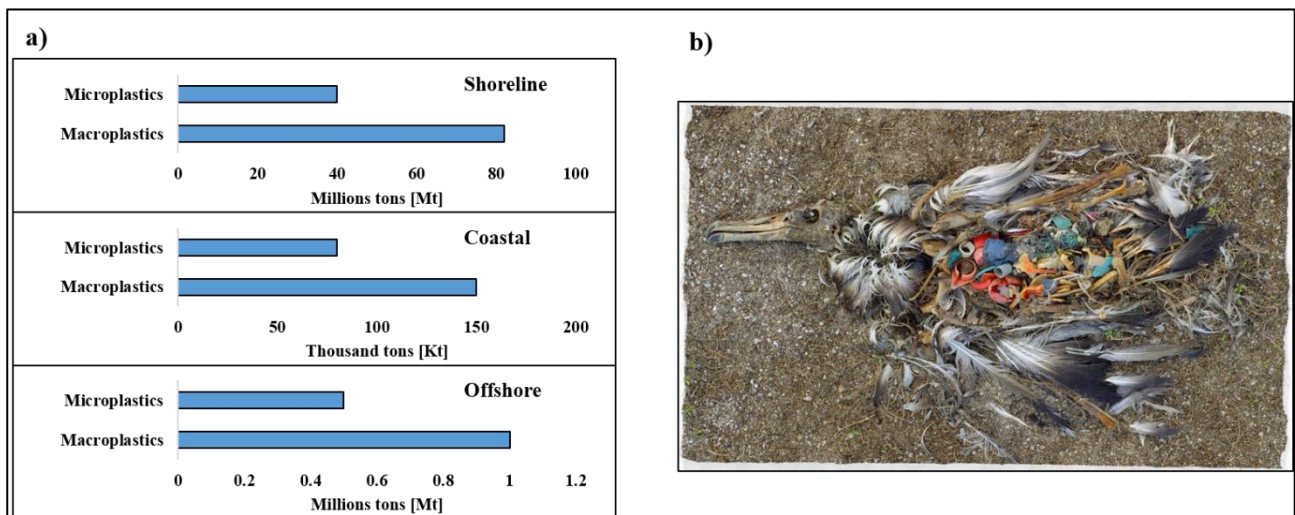 a)
Shoreline
Microplastics
Macroplastics
0 20 40 60 80 100
Millions tons [Mt]
Coastal
Microplastics
Macroplastics
0 50 100 150 200
Thousand tons [Kt]
Offshore
Microplastics
Macroplastics
0 0.2 0.4 0.6 0.8 1 1.2
Millions tons [Mt]
b)